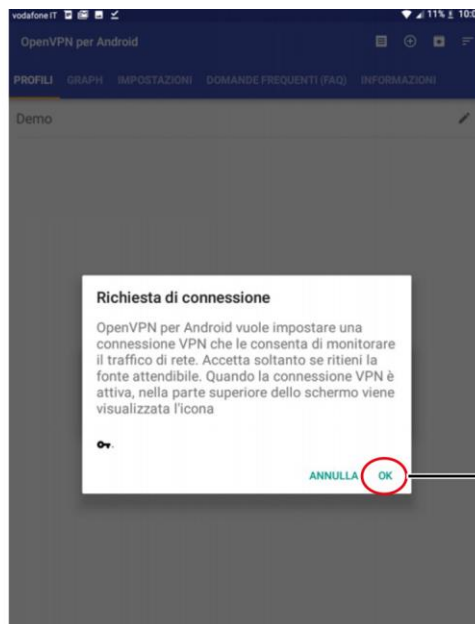 vodafone IT 11% 10:0
OpenVPN per Android
PROFILI GRAPH IMPOSTAZIONI DOMANDE FREQUENTI (FAQ) INFORMAZIONI
Demo
Richiesta di connessione
OpenVPN per Android vuole impostare una
connessione VPN che le consenta di monitorare
il traffico di rete. Accetta soltanto se ritieni la
fonte attendibile. Quando la connessione VPN è
attiva, nella parte superiore dello schermo viene
visualizzata l'icona
.
ANNULLA OK